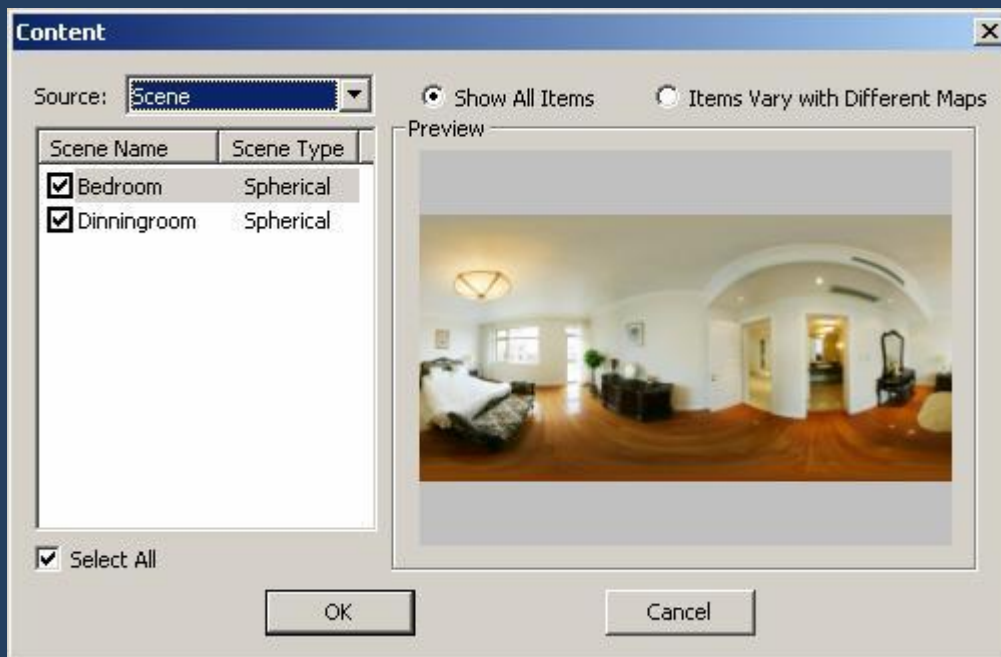 Content
Source: Scene
Show All Items
Items Vary with Different Maps
Scene Name Scene Type
Bedroom Spherical
Dinningroom Spherical
Preview
Select All
OK
Cancel